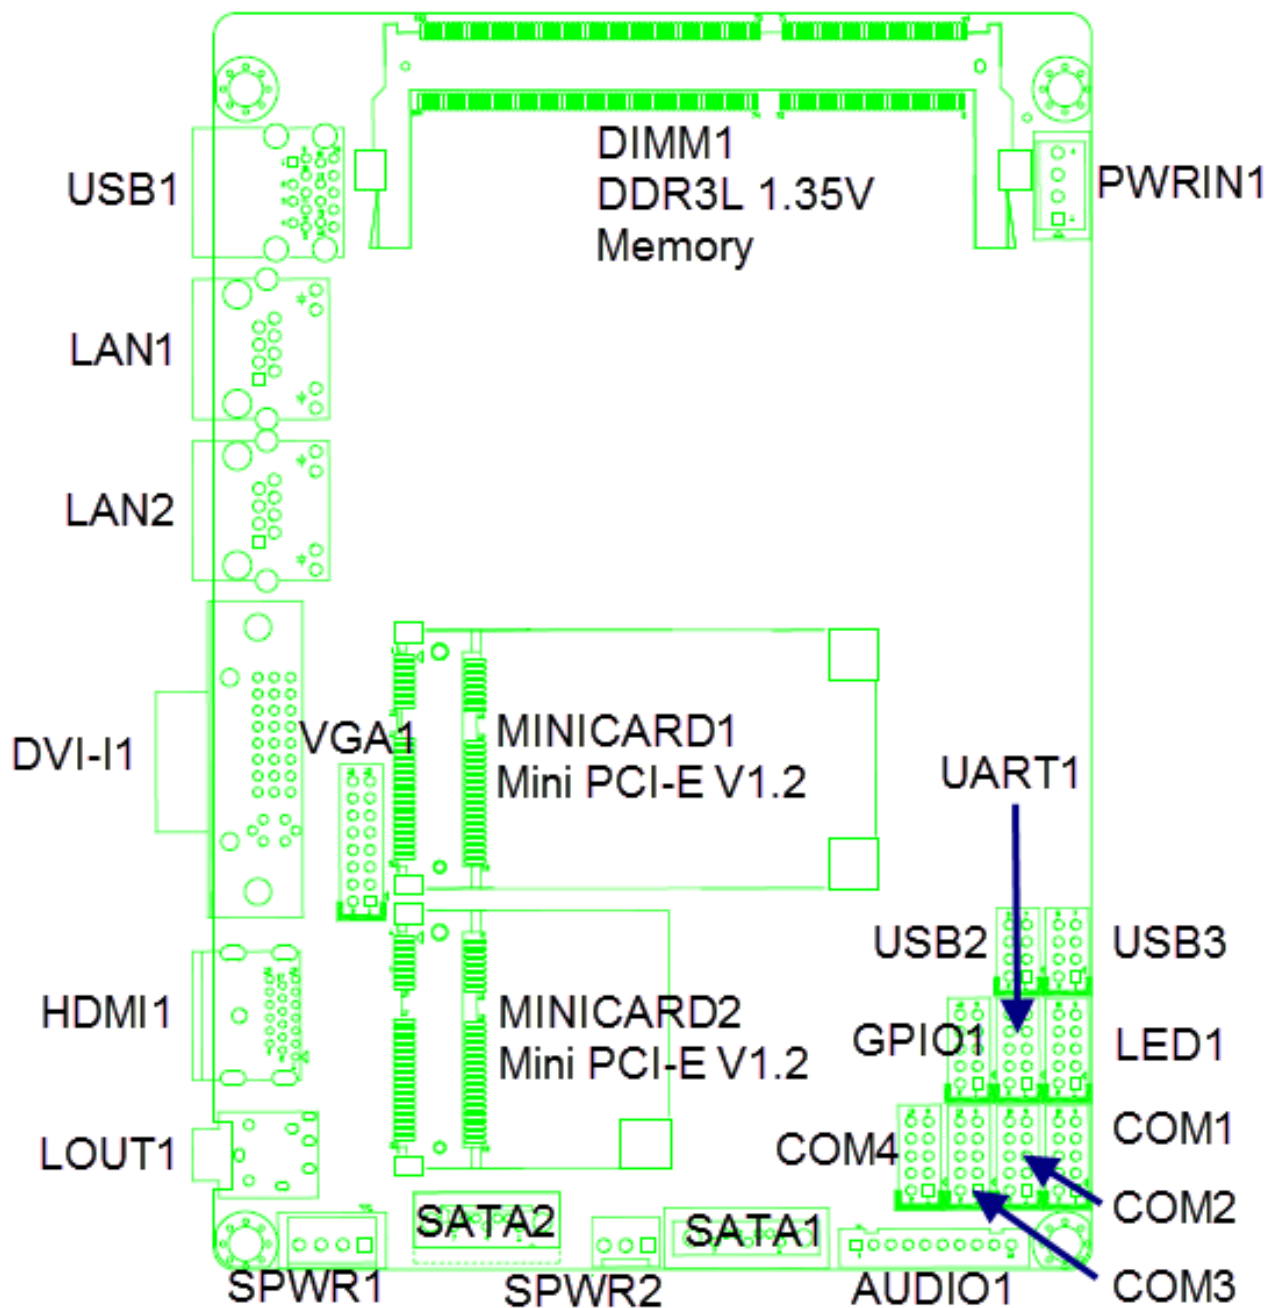 DIMM1
DDR3L 1.35V
Memory
USB1
PWRIN1
LAN1
LAN2
DVI-I1
VGA1
MINICARD1
Mini PCI-E V1.2
UART1
USB2
USB3
HDMI1
MINICARD2
Mini PCI-E V1.2
GPIO1
LED1
LOUT1
COM4
COM1
COM2
COM3
SATA2
SATA1
SPWR1
SPWR2
AUDIO1